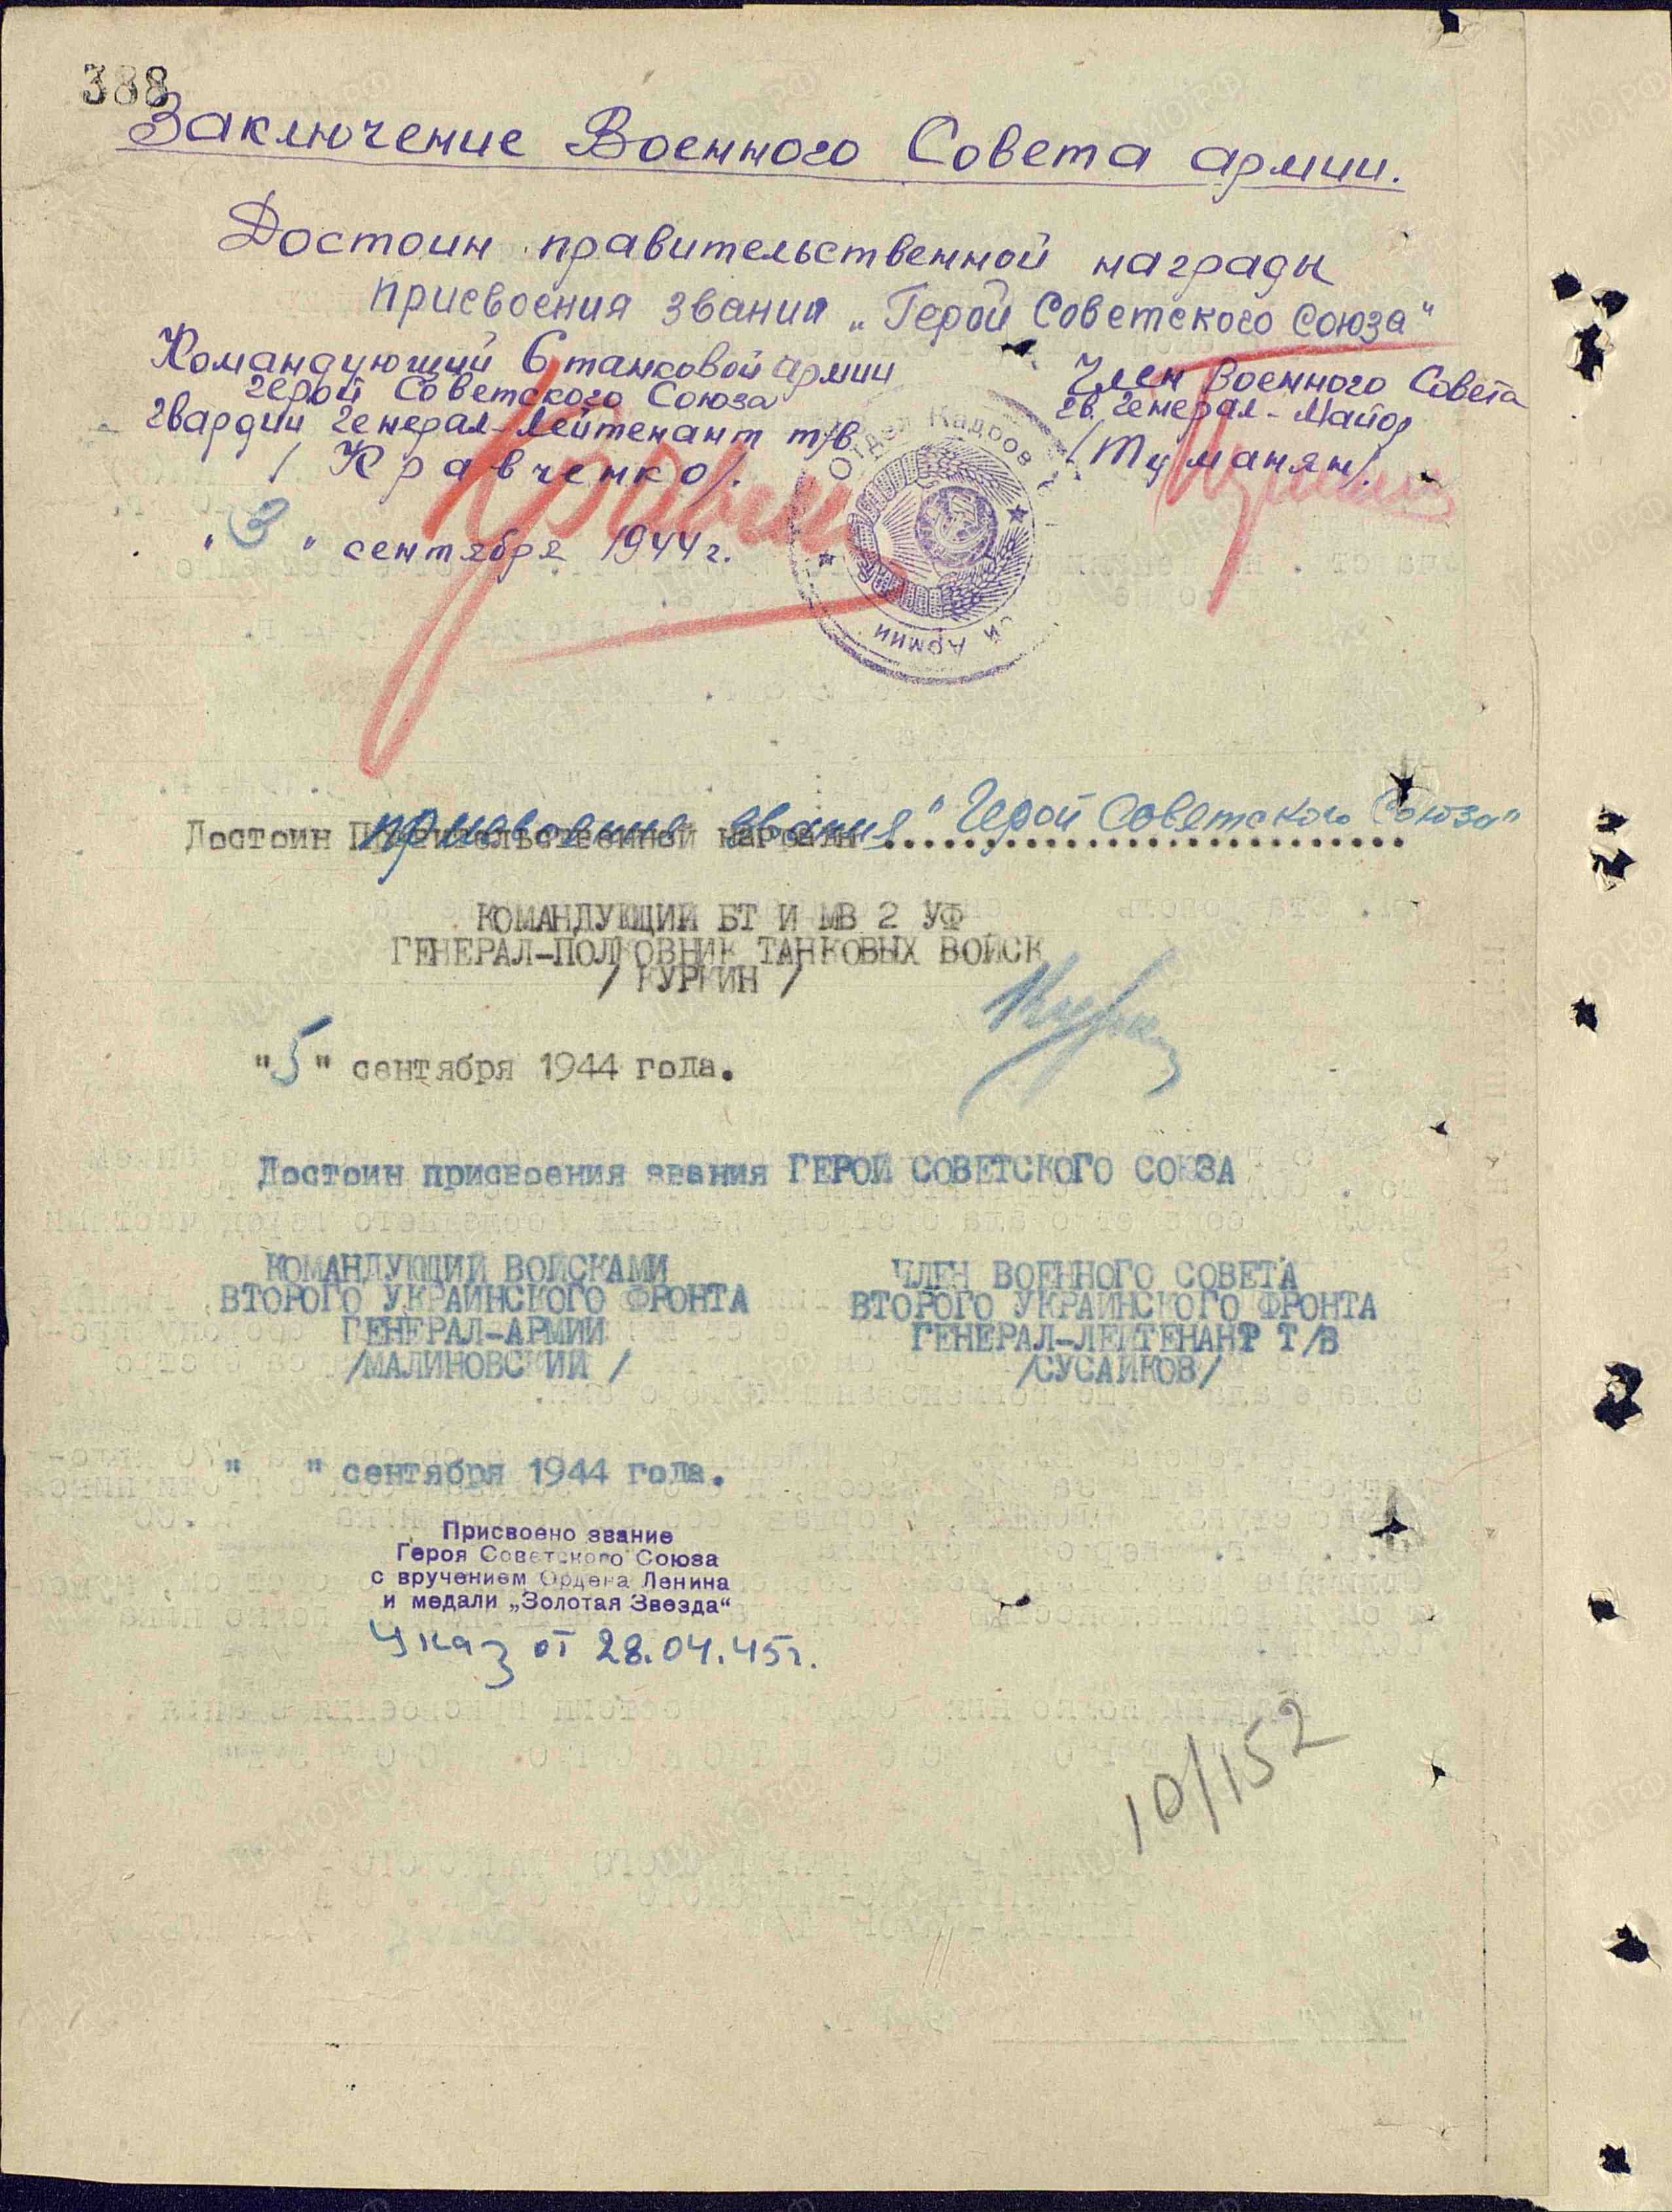 388
Заключение Военного Совета армии.
Достоин правительственной награды
присвоения звания „Герой Советского Союза"
Командующий 6 танковой армии
Герой Советского Союза
Гвардии Генерал-Лейтенант т/в
/Кравченко/.
Член Военного Совета
Гв. Генерал-Майор
/Туманян/.
"3" сентября 1944 г.
Отдел Кадров
й Армии
Достоин присвоение звания "Герой Советского Союза"
КОМАНДУЮЩИЙ БТ И МВ 2 УФ
ГЕНЕРАЛ-ПОЛКОВНИК ТАНКОВЫХ ВОЙСК
/ КУРКИН /
"5" сентября 1944 года.
Достоин присвоения звания ГЕРОЙ СОВЕТСКОГО СОЮЗА
КОМАНДУЮЩИЙ ВОЙСКАМИ
ВТОРОГО УКРАИНСКОГО ФРОНТА
ГЕНЕРАЛ-АРМИИ
/МАЛИНОВСКИЙ /
ЧЛЕН ВОЕННОГО СОВЕТА
ВТОРОГО УКРАИНСКОГО ФРОНТА
ГЕНЕРАЛ-ЛЕЙТЕНАНТ Т/В
/СУСАЙКОВ/
" " сентября 1944 года.
Присвоено звание
Героя Советского Союза
с вручением Ордена Ленина
и медали „Золотая Звезда"
Указ от 28.04.45г.
10/152